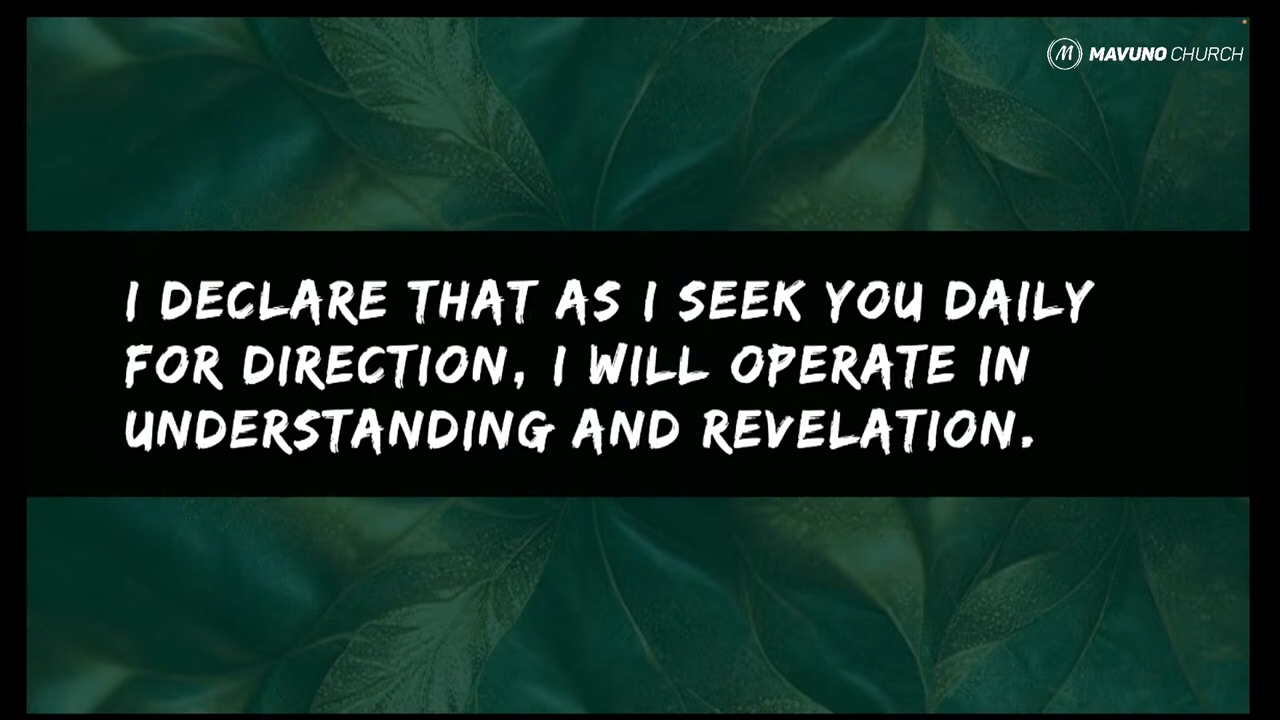 MAVUNO CHURCH
I DECLARE THAT AS I SEEK YOU DAILY
FOR DIRECTION, I WILL OPERATE IN
UNDERSTANDING AND REVELATION.